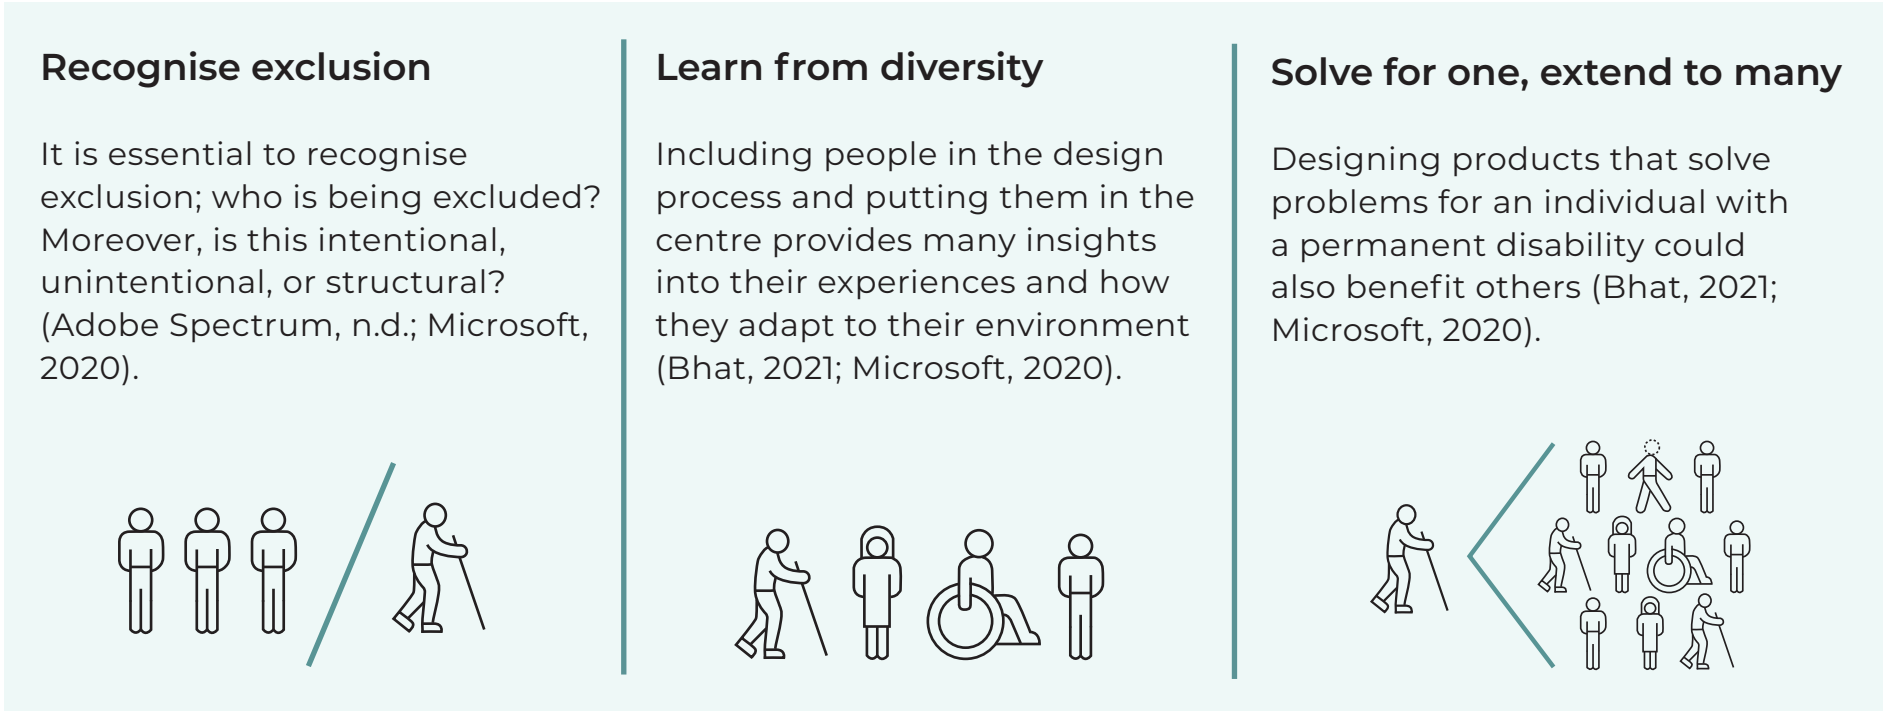 Recognise exclusion
It is essential to recognise
exclusion; who is being excluded?
Moreover, is this intentional,
unintentional, or structural?
(Adobe Spectrum, n.d.; Microsoft,
2020).
Learn from diversity
Including people in the design
process and putting them in the
centre provides many insights
into their experiences and how
they adapt to their environment
(Bhat, 2021; Microsoft, 2020).
Solve for one, extend to many
Designing products that solve
problems for an individual with
a permanent disability could
also benefit others (Bhat, 2021;
Microsoft, 2020).